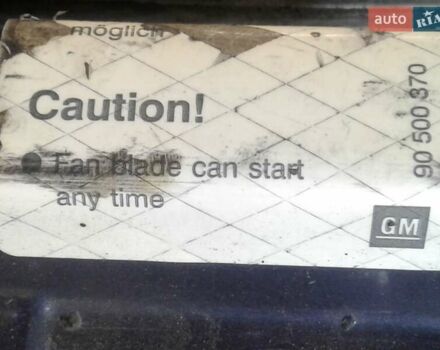 möglich
Caution!
● Fan blade can start
any time
90 500 370
GM
auto RIA